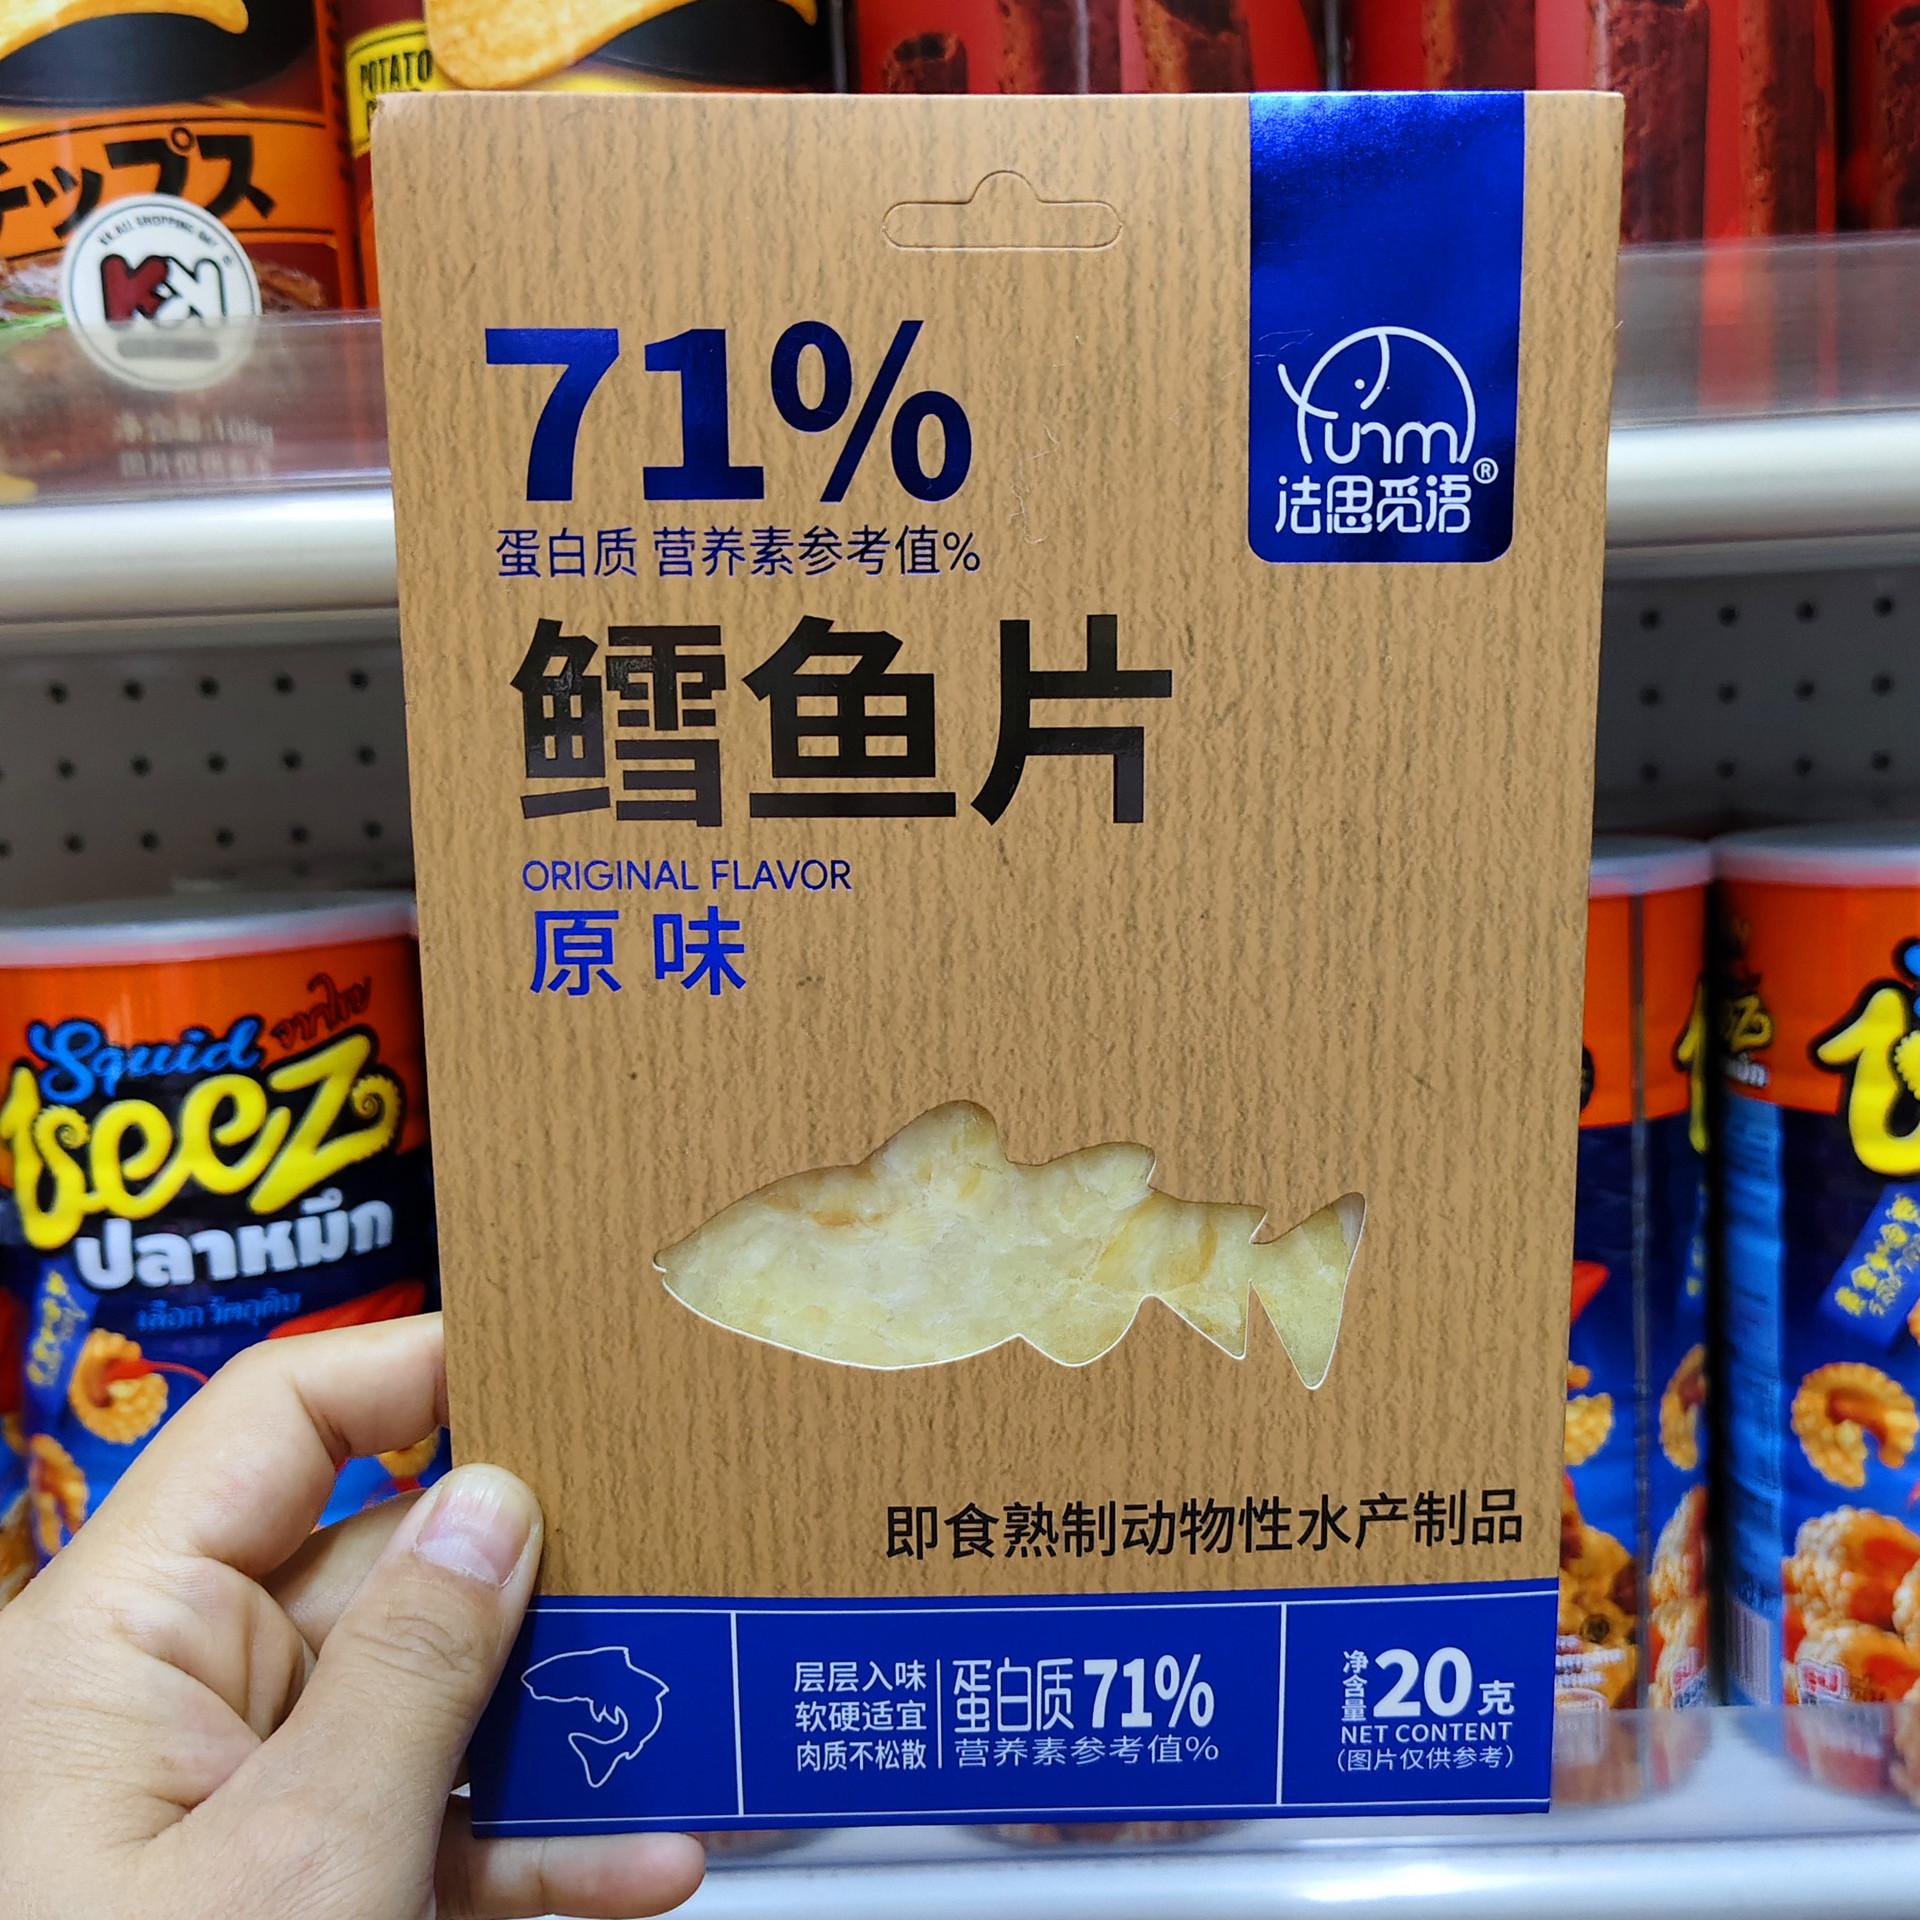 POTATO
チップス
KK
71%
蛋白质 营养素参考值%
unm
法思觅语®
鳕鱼片
ORIGINAL FLAVOR
原味
Squid
seez
ปลาหมึก
即食熟制动物性水产制品
层层入味
软硬适宜
肉质不松散
蛋白质71%
营养素参考值%
净含量20克
NET CONTENT
(图片仅供参考)